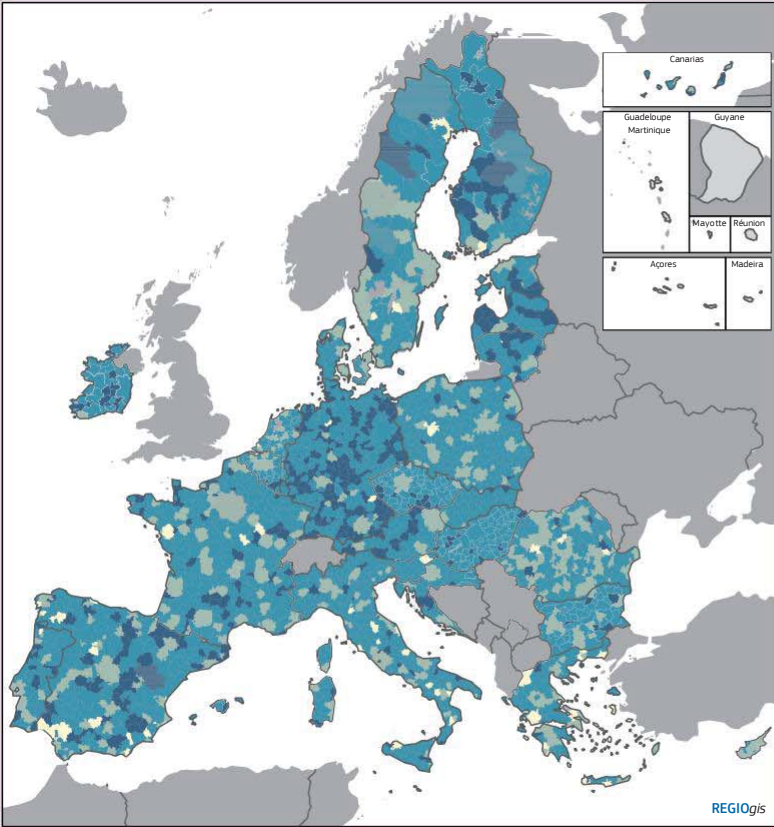 Canarias
Guadeloupe
Martinique
Guyane
Mayotte
Réunion
Açores
Madeira
REGIOgis